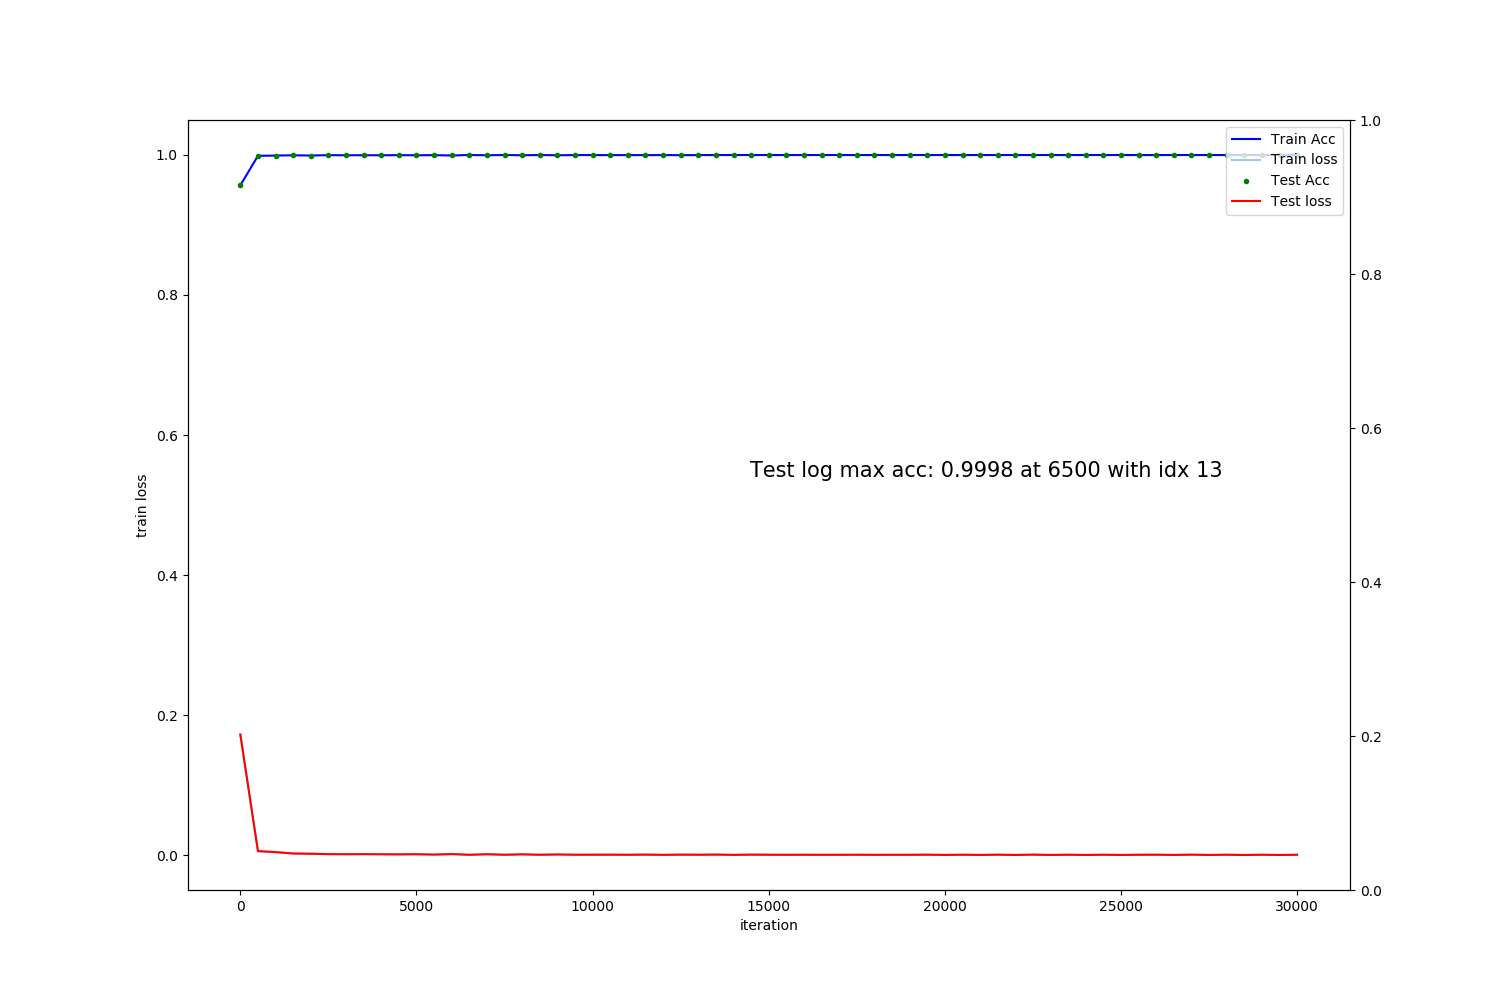 1.0
0.8
0.6
0.4
0.2
0.0
train loss
0
5000
10000
15000
20000
25000
30000
iteration
1.0
0.8
0.6
0.4
0.2
0.0
Train Acc
Train loss
Test Acc
Test loss
Test log max acc: 0.9998 at 6500 with idx 13